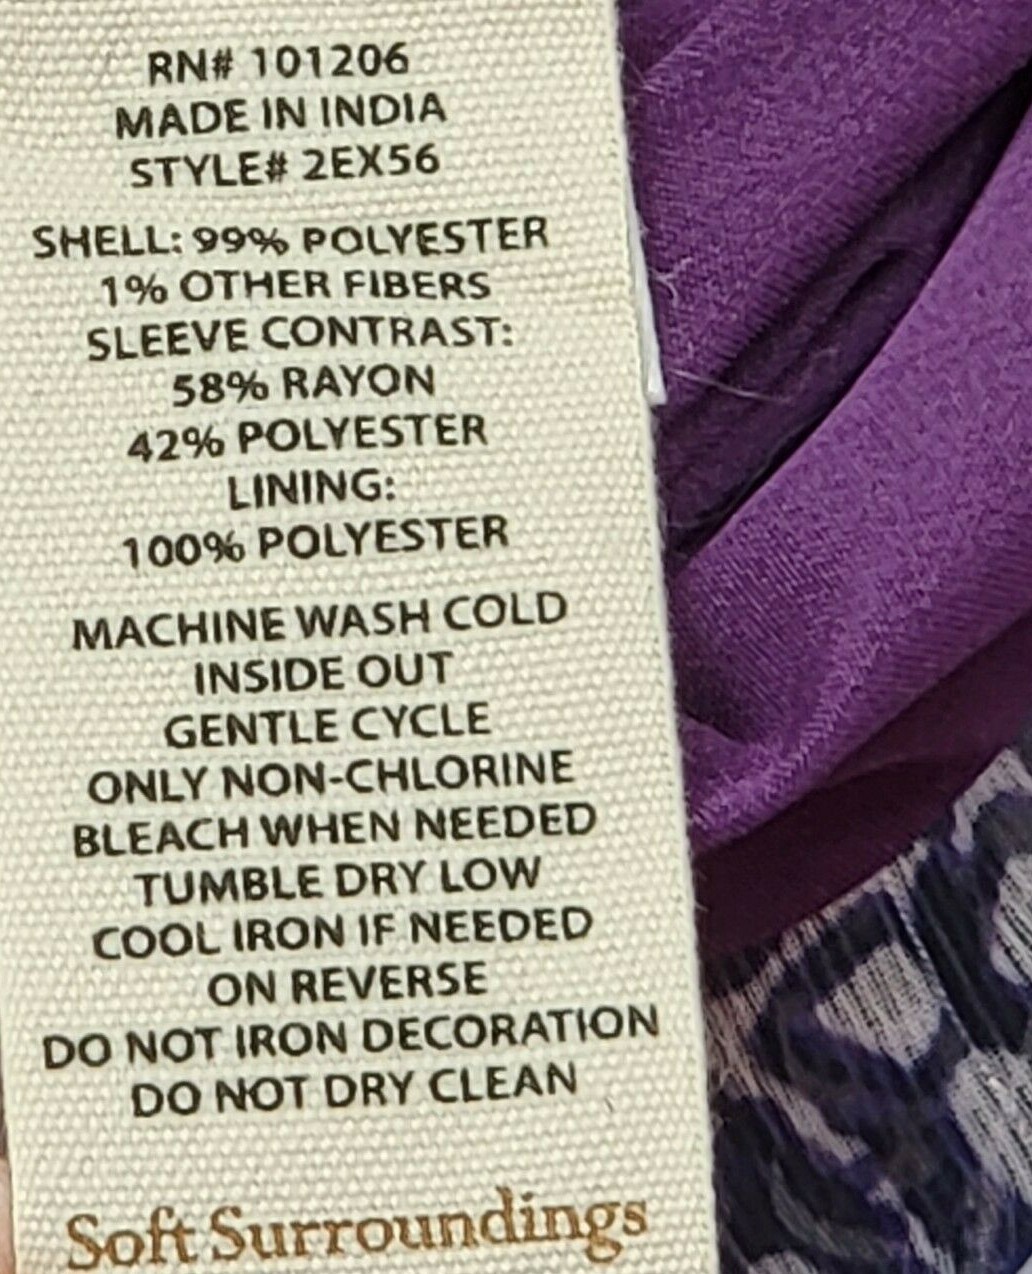 RN# 101206
MADE IN INDIA
STYLE# 2EX56
SHELL: 99% POLYESTER
1% OTHER FIBERS
SLEEVE CONTRAST:
58% RAYON
42% POLYESTER
LINING:
100% POLYESTER
MACHINE WASH COLD
INSIDE OUT
GENTLE CYCLE
ONLY NON-CHLORINE
BLEACH WHEN NEEDED
TUMBLE DRY LOW
COOL IRON IF NEEDED
ON REVERSE
DO NOT IRON DECORATION
DO NOT DRY CLEAN
Soft Surroundings